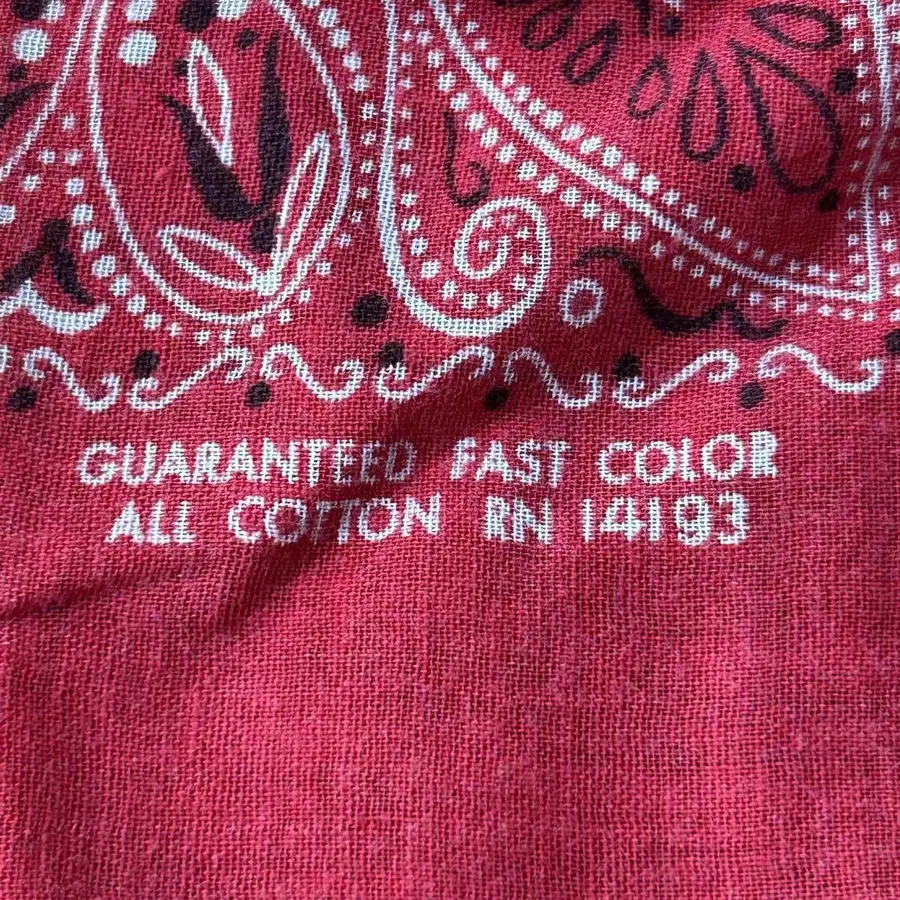 GUARANTEED FAST COLOR
ALL COTTON RN 14193